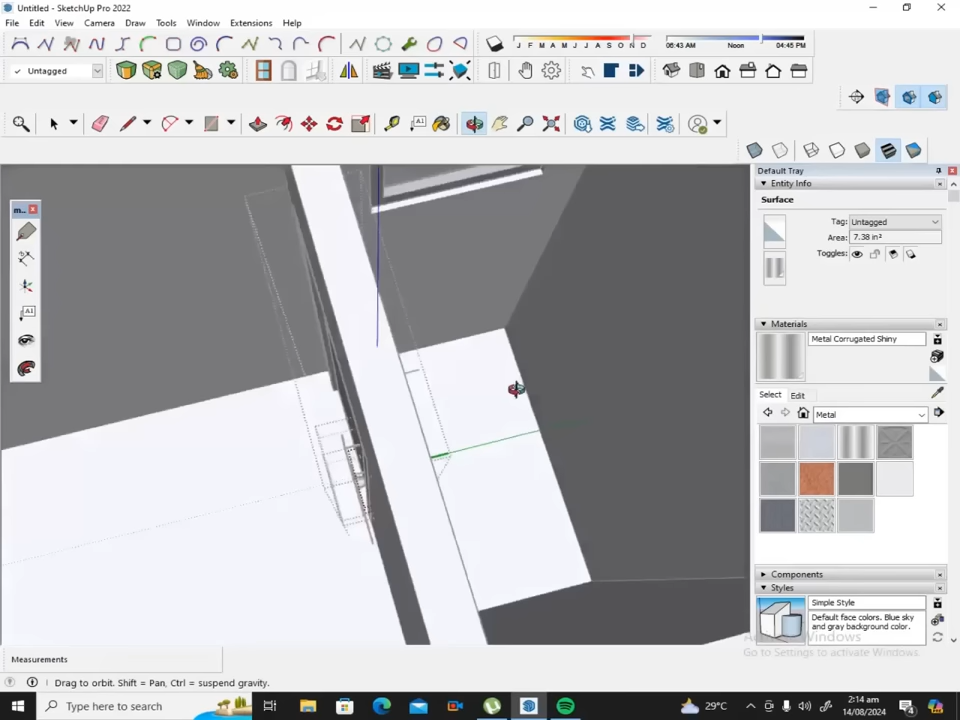 Untitled - SketchUp Pro 2022
File Edit View Camera Draw Tools Window Extensions Help
J F M A M J J A S O N D 06:43 AM Noon 04:45 PM
Untagged
Default Tray
Entity Info
Surface
Tag: Untagged
Area: 7.38 in²
Toggles:
m...
A1
Materials
Metal Corrugated Shiny
Select Edit
Metal
Components
Styles
Simple Style
Default face colors. Blue sky
and gray background color.
Activate Windows
Go to Settings to activate Windows.
Measurements
Drag to orbit. Shift = Pan, Ctrl = suspend gravity.
Type here to search
29°C
2:14 am
14/08/2024
4